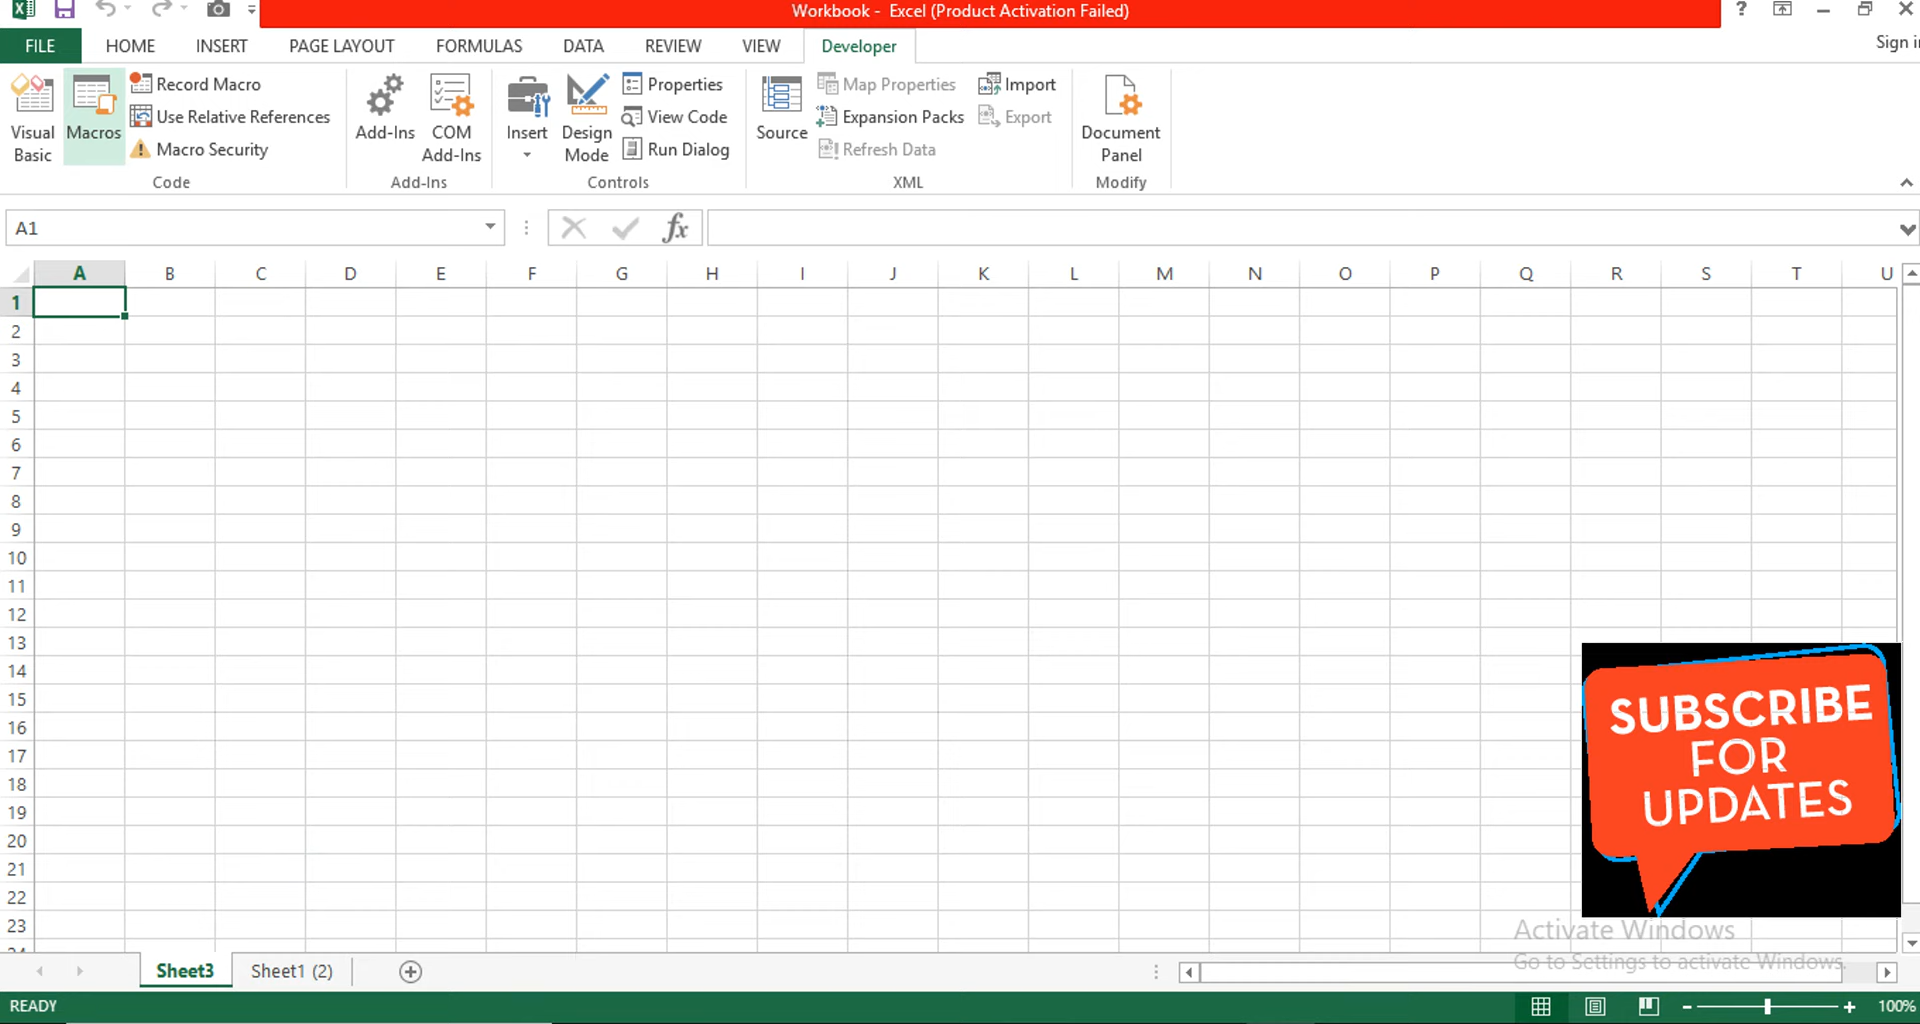 Workbook - Excel (Product Activation Failed)
?
FILE HOME INSERT PAGE LAYOUT FORMULAS DATA REVIEW VIEW Developer
Visual Basic
Macros
Record Macro
Use Relative References
Macro Security
Code
Add-Ins
COM Add-Ins
Add-Ins
Insert
Design Mode
Properties
View Code
Run Dialog
Controls
Source
Map Properties
Expansion Packs
Refresh Data
Import
Export
XML
Document Panel
Modify
Sign
A1
fx
A B C D E F G H I J K L M N O P Q R S T U
1
2
3
4
5
6
7
8
9
10
11
12
13
14
15
16
17
18
19
20
21
22
23
SUBSCRIBE
FOR
UPDATES
Activate Windows
Go to Settings to activate Windows.
Sheet3 Sheet1 (2)
READY
100%